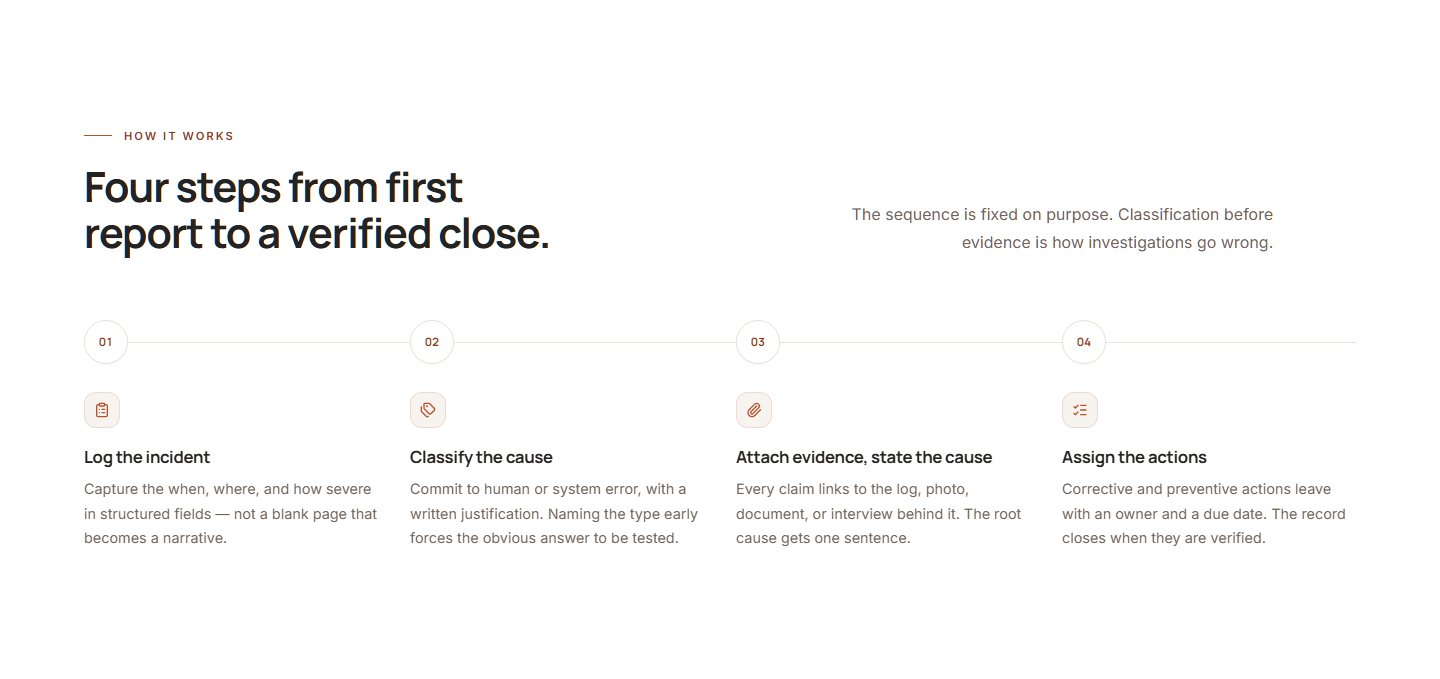 HOW IT WORKS
Four steps from first
report to a verified close.
The sequence is fixed on purpose. Classification before
evidence is how investigations go wrong.
01
02
03
04
Log the incident
Capture the when, where, and how severe
in structured fields — not a blank page that
becomes a narrative.
Classify the cause
Commit to human or system error, with a
written justification. Naming the type early
forces the obvious answer to be tested.
Attach evidence, state the cause
Every claim links to the log, photo,
document, or interview behind it. The root
cause gets one sentence.
Assign the actions
Corrective and preventive actions leave
with an owner and a due date. The record
closes when they are verified.